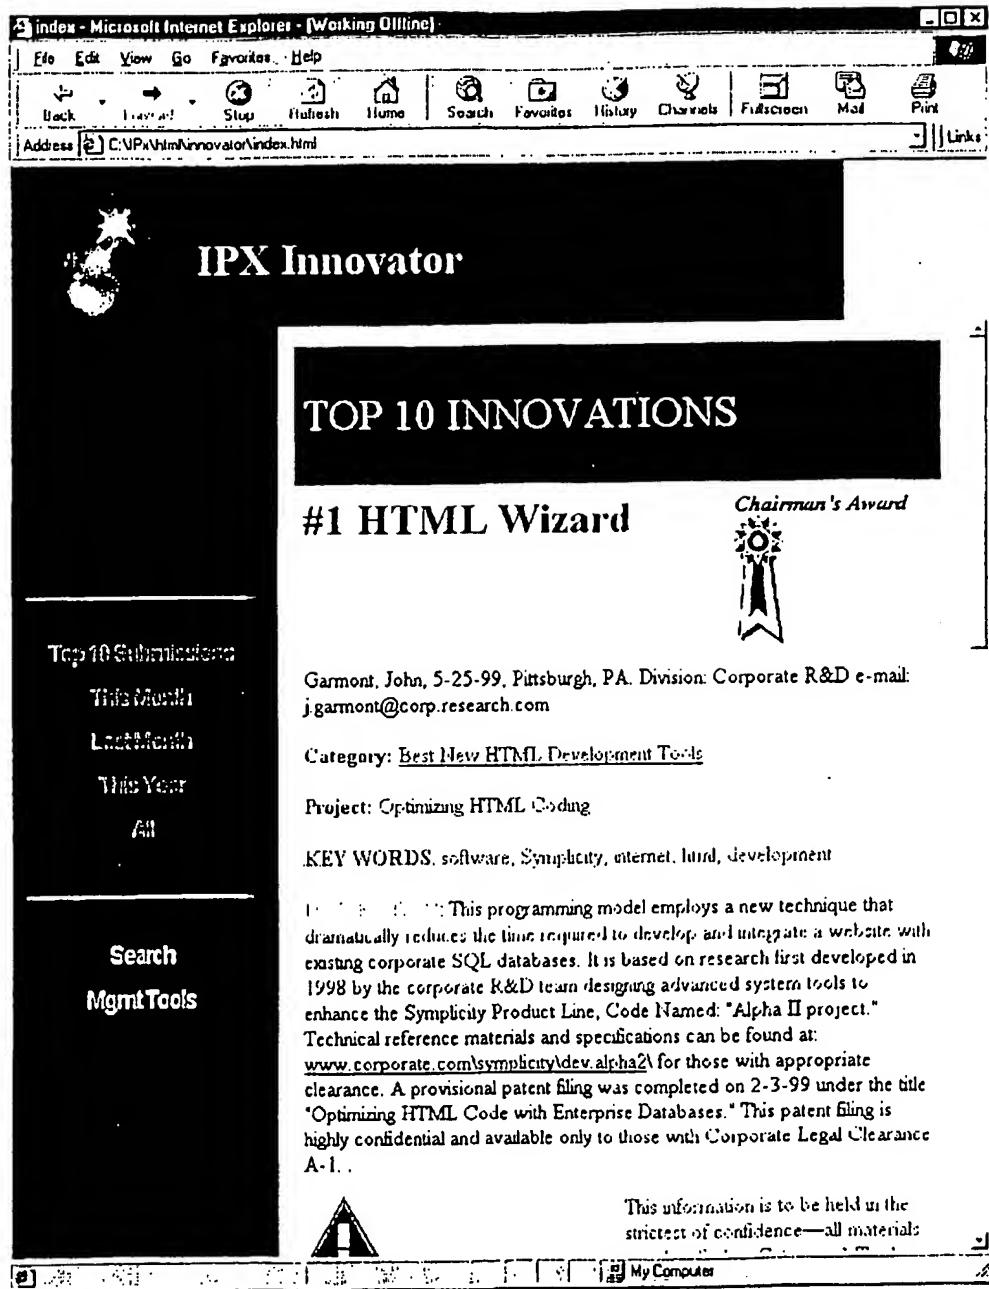 index - Microsoft Internet Explorer - [Working Offline]
File Edit View Go Favorites Help
Back Forward Stop Refresh Home Search Favorites History Channels Fullscreen Mail Print
Address C:\IPx\html\innovator\index.html Links
IPX Innovator
TOP 10 INNOVATIONS
#1 HTML Wizard
Chairman's Award
Top 10 Submissions
This Month
Last Month
This Year
All
Search
Mgmt Tools
Garmont, John, 5-25-99, Pittsburgh, PA. Division: Corporate R&D e-mail:
j.garmont@corp.research.com
Category: Best New HTML Development Tools
Project: Optimizing HTML Coding
KEY WORDS. software, Symplicity, internet, html, development
This programming model employs a new technique that
dramatically reduces the time required to develop and integrate a website with
existing corporate SQL databases. It is based on research first developed in
1998 by the corporate R&D team designing advanced system tools to
enhance the Symplicity Product Line, Code Named: "Alpha II project."
Technical reference materials and specifications can be found at:
www.corporate.com\symplicity\dev.alpha2\ for those with appropriate
clearance. A provisional patent filing was completed on 2-3-99 under the title
"Optimizing HTML Code with Enterprise Databases." This patent filing is
highly confidential and available only to those with Corporate Legal Clearance
A-1. .
This information is to be held in the
strictest of confidence—all materials
My Computer